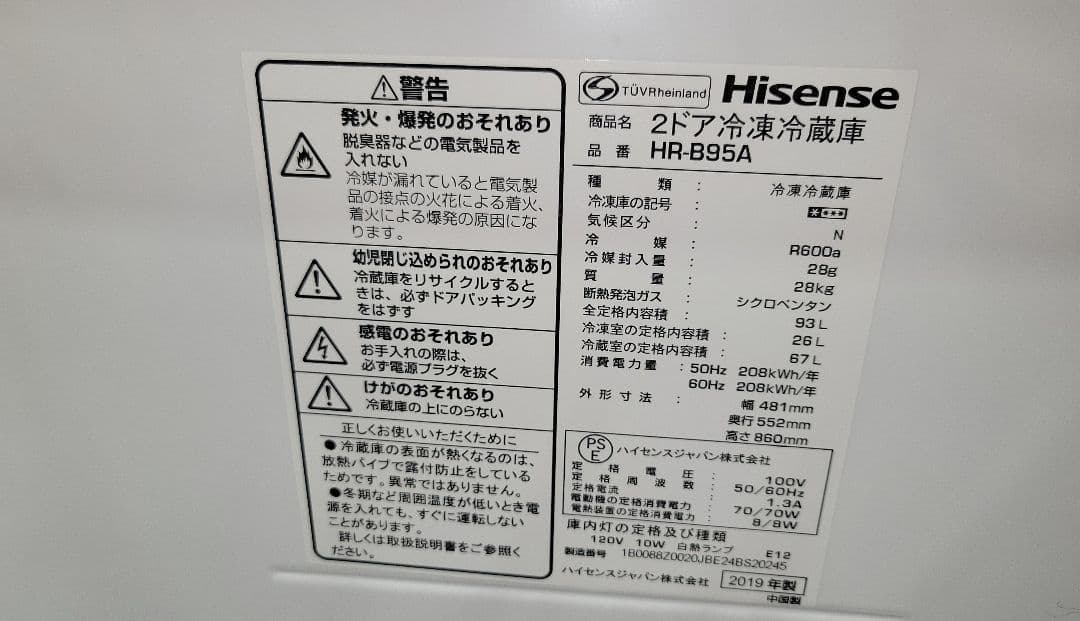 警告
発火・爆発のおそれあり
脱臭器などの電気製品を
入れない
冷媒が漏れていると電気製
品の接点の火花による着火、
着火による爆発の原因にな
ります。
幼児閉じ込められのおそれあり
冷蔵庫をリサイクルすると
きは、必ずドアパッキング
をはずす
感電のおそれあり
お手入れの際は、
必ず電源プラグを抜く
けがのおそれあり
冷蔵庫の上にのらない
正しくお使いいただくために
●冷蔵庫の表面が熱くなるのは、
放熱パイプで露付防止をしている
ためです。異常ではありません。
●冬期など周囲温度が低いとき電
源を入れても、すぐに運転しない
ことがあります。
詳しくは取扱説明書をご参照く
ださい。
TÜVRheinland Hisense
商品名 2ドア冷凍冷蔵庫
品番 HR-B95A
種類 : 冷凍冷蔵庫
冷凍庫の記号 : ****
気候区分 : N
冷媒 : R600a
冷媒封入量 : 28g
質量 : 28kg
断熱発泡ガス : シクロペンタン
全定格内容積 : 93L
冷凍室の定格内容積 : 26L
冷蔵室の定格内容積 : 67L
消費電力量 : 50Hz 208kWh/年
60Hz 208kWh/年
外形寸法 : 幅 481mm
奥行 552mm
高さ 860mm
PSE ハイセンスジャパン株式会社
定格電圧 : 100V
定格周波数 : 50/60Hz
定格電流 : 1.3A
電動機の定格消費電力 : 70/70W
電熱装置の定格消費電力 : 8/8W
庫内灯の定格及び種類
120V 10W 白熱ランプ E12
製造番号 1B0088Z0020JBE24BS20245
ハイセンスジャパン株式会社 2019年製
中国製